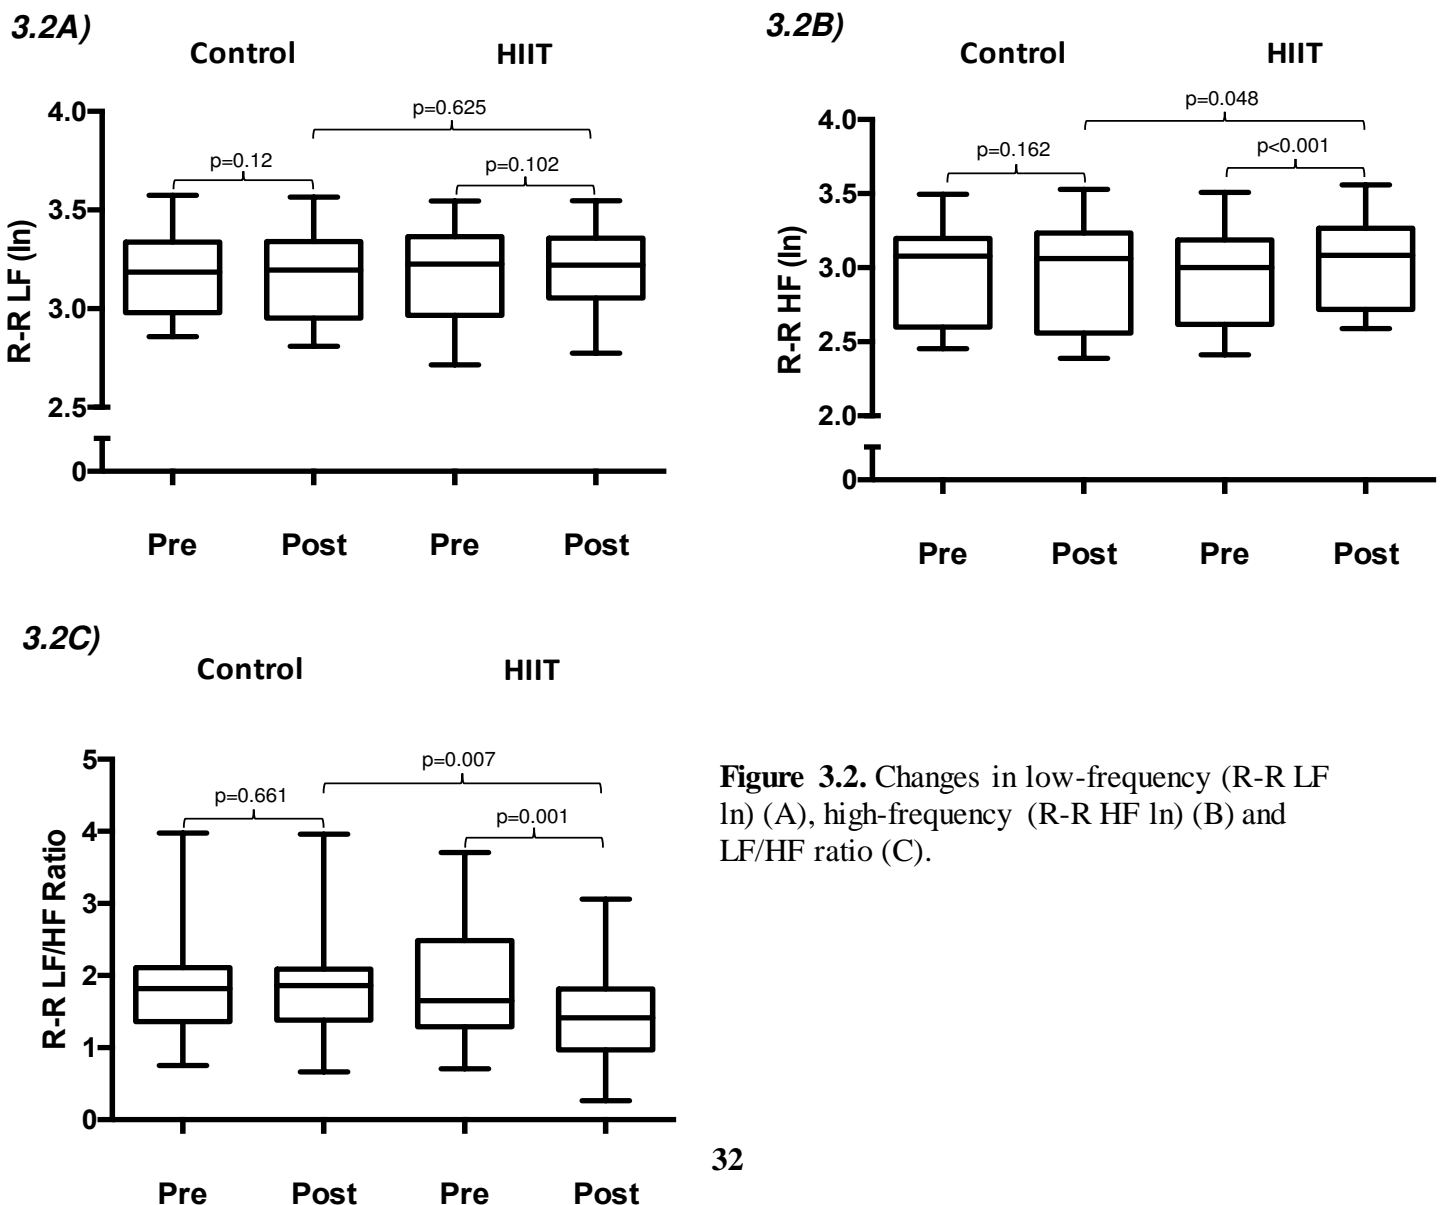 3.2A)
Control HIIT
p=0.625
p=0.12
p=0.102
4.0
3.5
3.0
2.5
0
R-R LF (ln)
Pre Post Pre Post
3.2B)
Control HIIT
p=0.048
p=0.162
p<0.001
4.0
3.5
3.0
2.5
2.0
0
R-R HF (ln)
Pre Post Pre Post
3.2C)
Control HIIT
p=0.007
p=0.661
p=0.001
5
4
3
2
1
0
R-R LF/HF Ratio
Pre Post Pre Post
Figure 3.2. Changes in low-frequency (R-R LF
ln) (A), high-frequency (R-R HF ln) (B) and
LF/HF ratio (C).
32